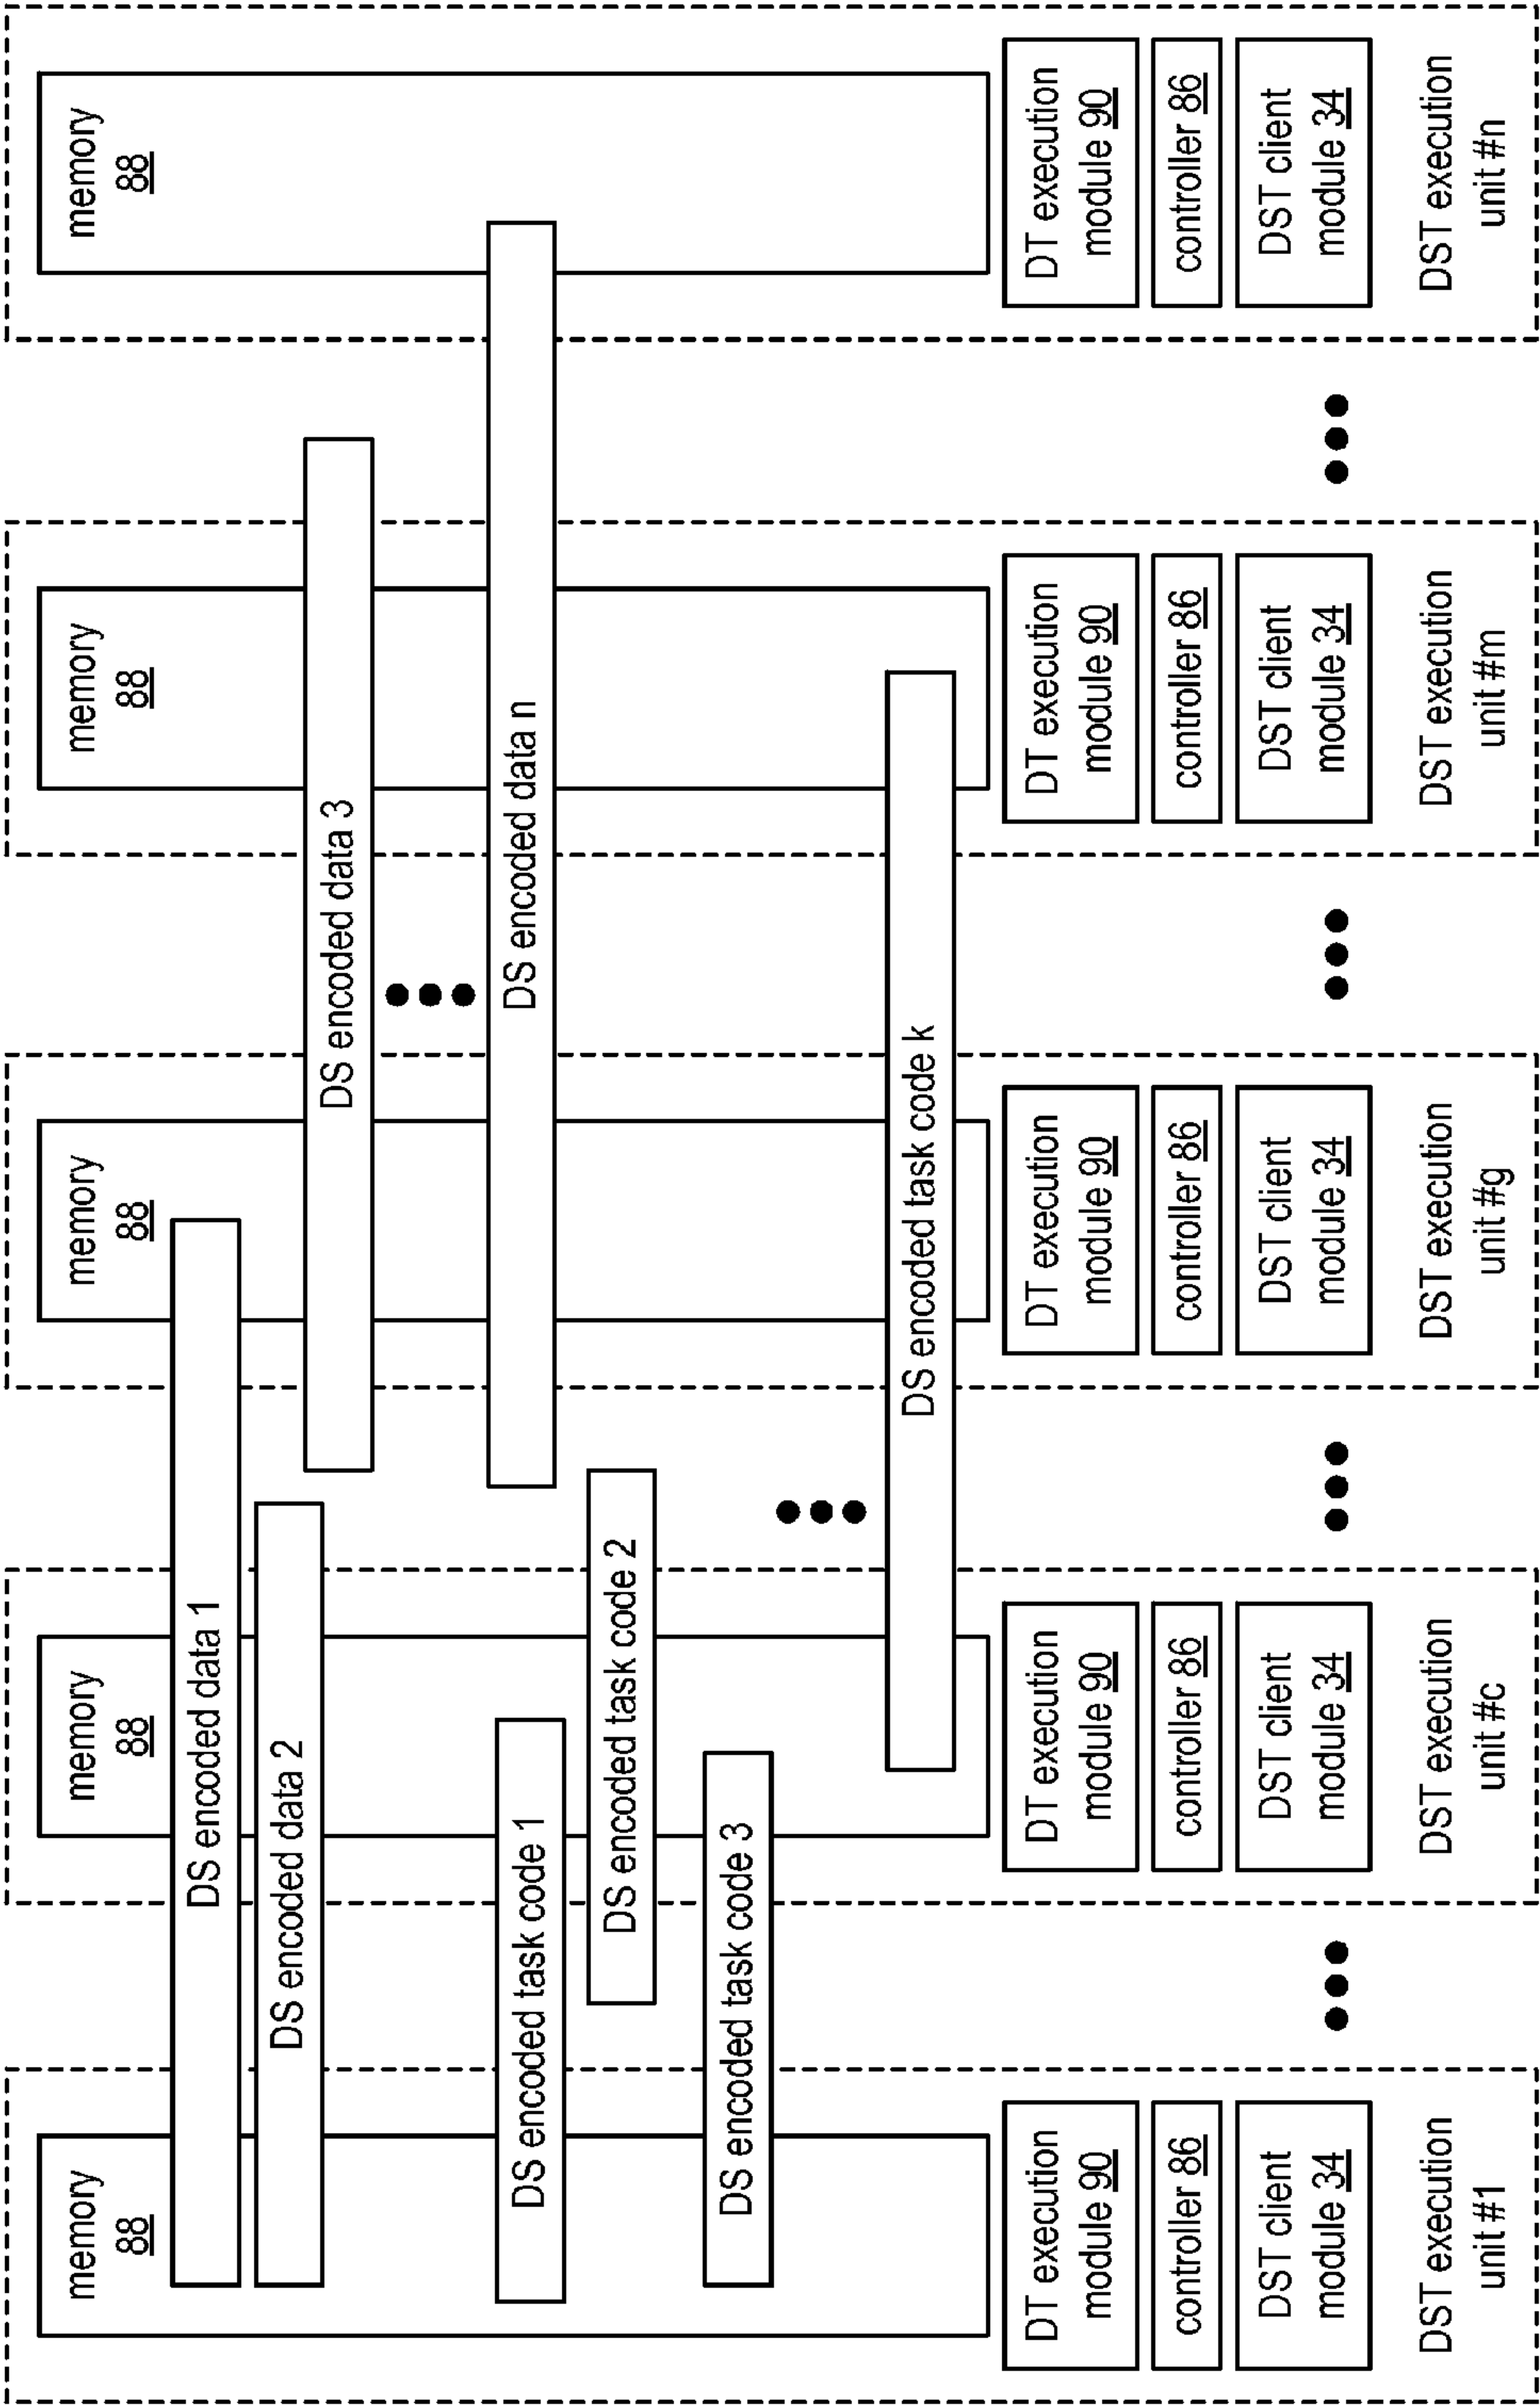 memory
88
memory
88
memory
88
memory
88
memory
88
DS encoded data 1
DS encoded data 2
DS encoded data 3
DS encoded data n
DS encoded task code 1
DS encoded task code 2
DS encoded task code 3
DS encoded task code k
DT execution
module 90
controller 86
DST client
module 34
DST execution
unit #1
DT execution
module 90
controller 86
DST client
module 34
DST execution
unit #c
DT execution
module 90
controller 86
DST client
module 34
DST execution
unit #g
DT execution
module 90
controller 86
DST client
module 34
DST execution
unit #m
DT execution
module 90
controller 86
DST client
module 34
DST execution
unit #n